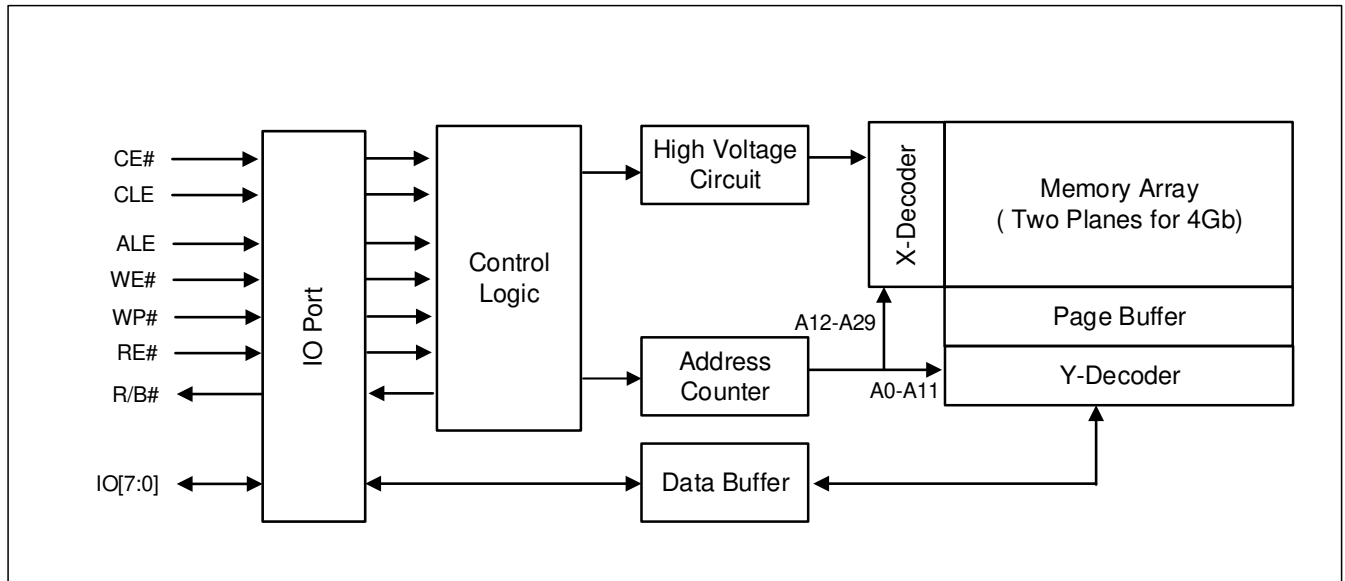 CE#
CLE
ALE
WE#
WP#
RE#
R/B#
IO[7:0]
IO Port
Control
Logic
High Voltage
Circuit
Address
Counter
Data Buffer
A12-A29
A0-A11
X-Decoder
Memory Array
( Two Planes for 4Gb)
Page Buffer
Y-Decoder